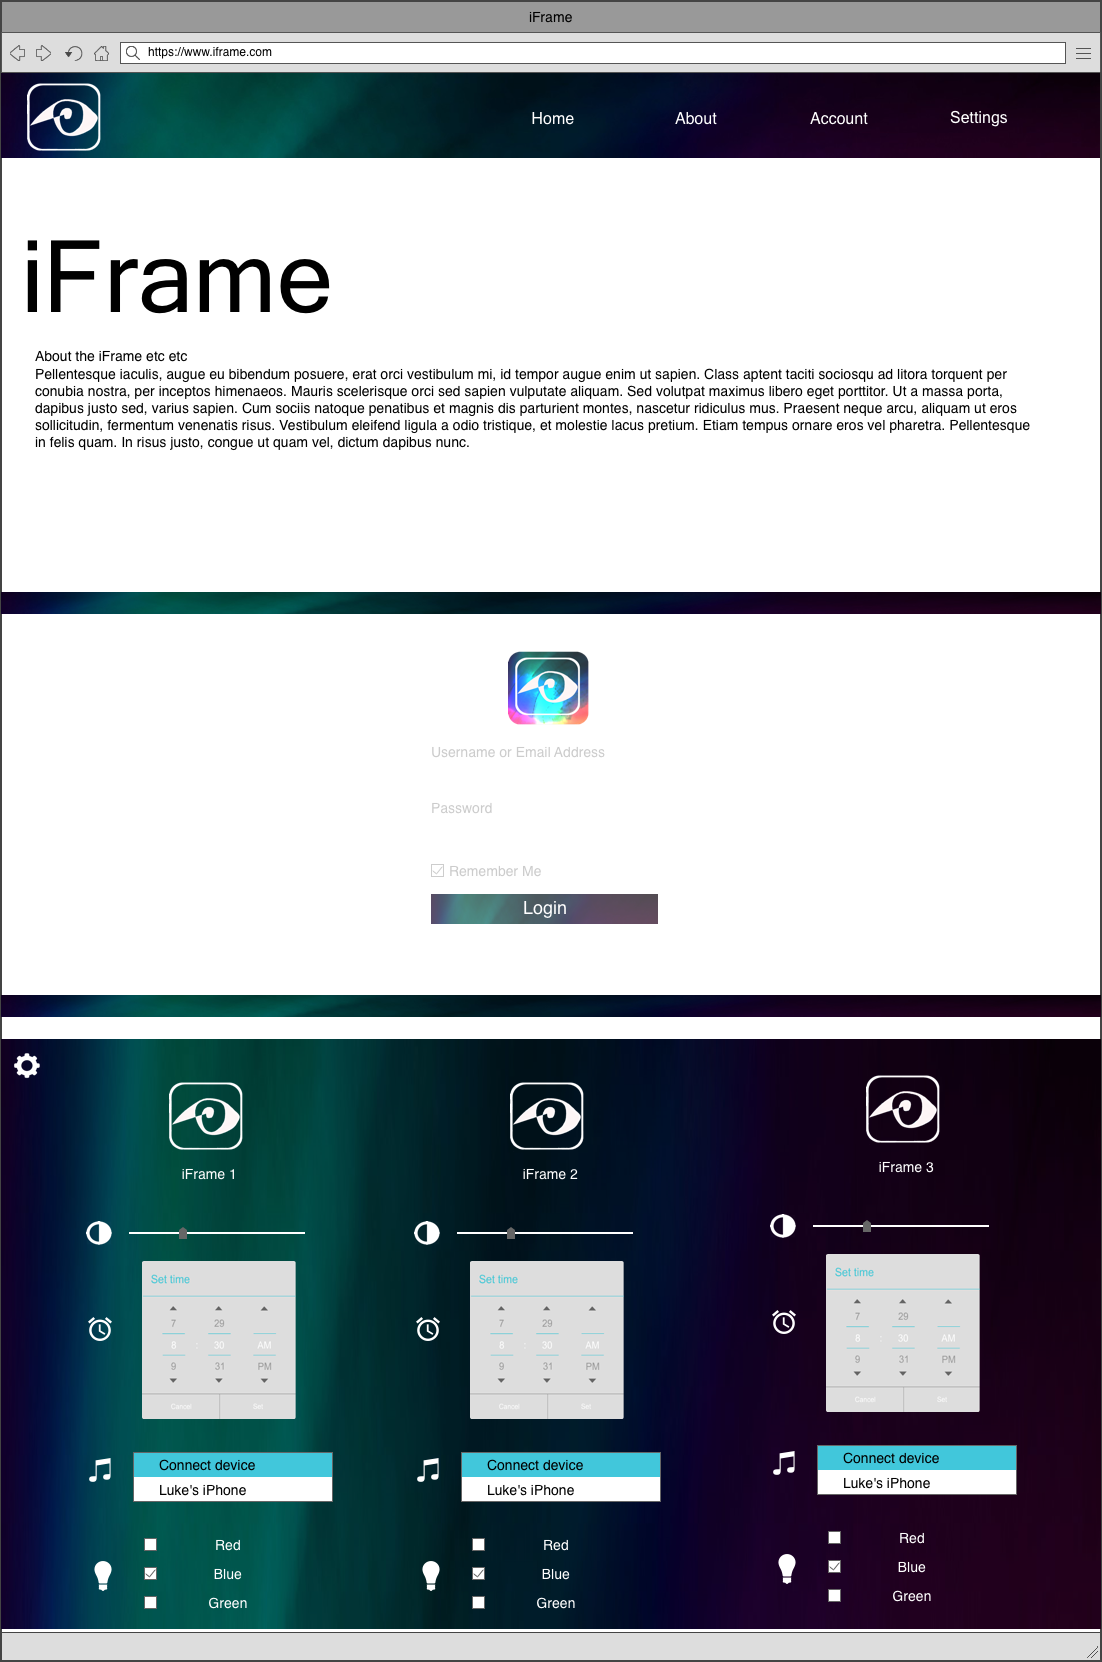 iFrame
https://www.iframe.com
Home About Account Settings
iFrame
About the iFrame etc etc
Pellentesque iaculis, augue eu bibendum posuere, erat orci vestibulum mi, id tempor augue enim ut sapien. Class aptent taciti sociosqu ad litora torquent per
conubia nostra, per inceptos himenaeos. Mauris scelerisque orci sed sapien vulputate aliquam. Sed volutpat maximus libero eget porttitor. Ut a massa porta,
dapibus justo sed, varius sapien. Cum sociis natoque penatibus et magnis dis parturient montes, nascetur ridiculus mus. Praesent neque arcu, aliquam ut eros
sollicitudin, fermentum venenatis risus. Vestibulum eleifend ligula a odio tristique, et molestie lacus pretium. Etiam tempus ornare eros vel pharetra. Pellentesque
in felis quam. In risus justo, congue ut quam vel, dictum dapibus nunc.
Username or Email Address
Password
Remember Me
Login
iFrame 1
Set time
7 29
8 : 30 AM
9 31 PM
Cancel Set
Connect device
Luke's iPhone
Red
Blue
Green
iFrame 2
Set time
7 29
8 : 30 AM
9 31 PM
Cancel Set
Connect device
Luke's iPhone
Red
Blue
Green
iFrame 3
Set time
7 29
8 : 30 AM
9 31 PM
Cancel Set
Connect device
Luke's iPhone
Red
Blue
Green